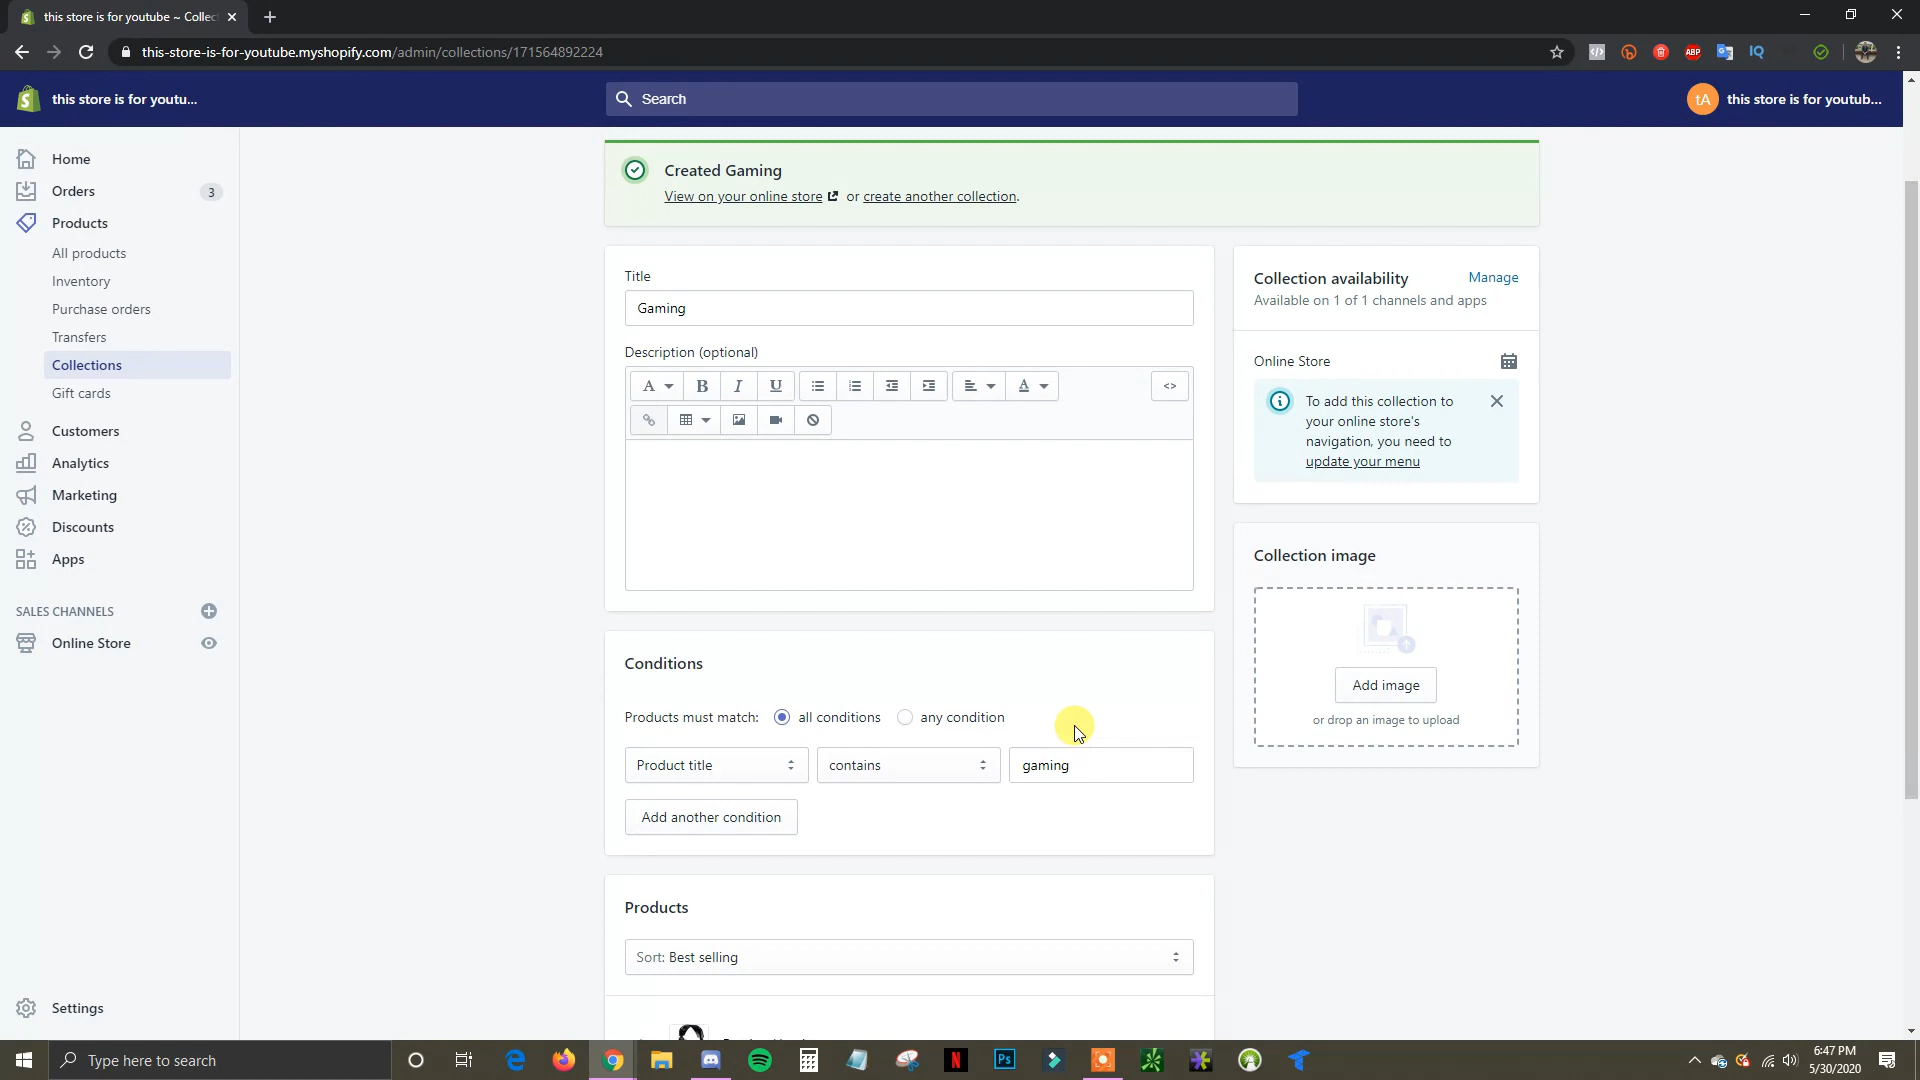 this store is for youtube ~ Collec
this-store-is-for-youtube.myshopify.com/admin/collections/171564892224
ABP
IQ
this store is for youtu...
Search
tA
this store is for youtub...
Home
Orders
3
Products
All products
Inventory
Purchase orders
Transfers
Collections
Gift cards
Customers
Analytics
Marketing
Discounts
Apps
SALES CHANNELS
Online Store
Settings
Created Gaming
View on your online store or create another collection.
Title
Gaming
Description (optional)
A B I U A <>
Conditions
Products must match: all conditions any condition
Product title contains gaming
Add another condition
Products
Sort: Best selling
Collection availability Manage
Available on 1 of 1 channels and apps
Online Store
To add this collection to
your online store's
navigation, you need to
update your menu
Collection image
Add image
or drop an image to upload
Type here to search
N
Ps
6:47 PM
5/30/2020